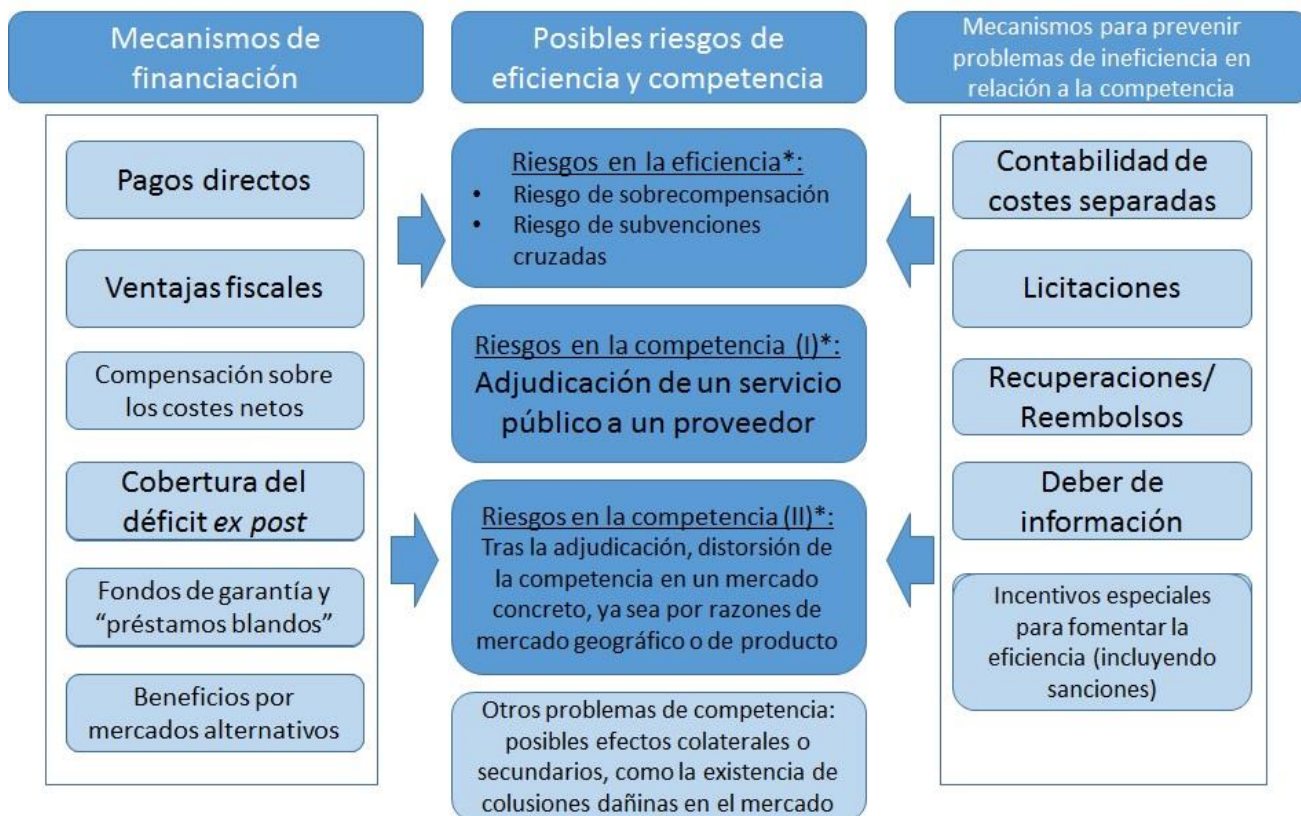 Mecanismos de
financiación
Pagos directos
Ventajas fiscales
Compensación sobre
los costes netos
Cobertura del
déficit ex post
Fondos de garantía y
“préstamos blandos”
Beneficios por
mercados alternativos
Posibles riesgos de
eficiencia y competencia
Riesgos en la eficiencia*:
• Riesgo de sobrecompensación
• Riesgo de subvenciones
cruzadas
Riesgos en la competencia (I)*:
Adjudicación de un servicio
público a un proveedor
Riesgos en la competencia (II)*:
Tras la adjudicación, distorsión de
la competencia en un mercado
concreto, ya sea por razones de
mercado geográfico o de producto
Otros problemas de competencia:
posibles efectos colaterales o
secundarios, como la existencia de
colusiones dañinas en el mercado
Mecanismos para prevenir
problemas de ineficiencia en
relación a la competencia
Contabilidad de
costes separadas
Licitaciones
Recuperaciones/
Reembolsos
Deber de
información
Incentivos especiales
para fomentar la
eficiencia (incluyendo
sanciones)